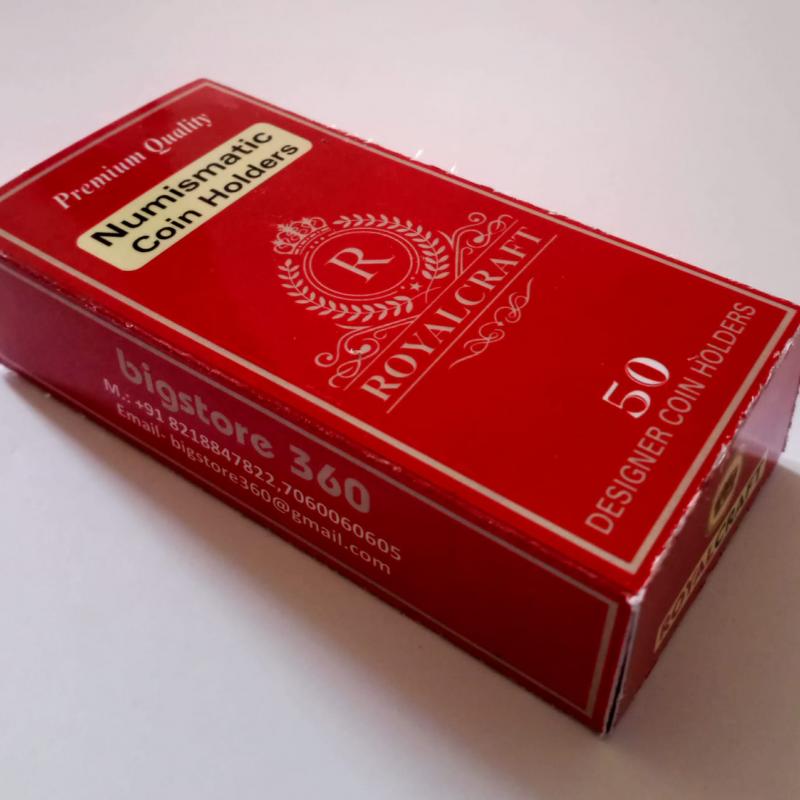 Premium Quality
Numismatic
Coin Holders
R
ROYALCRAFT
50
DESIGNER COIN HOLDERS
bigstore 360
M.: +91 8218847822,7060060605
Email- bigstore360@gmail.com
ROYALCRAFT